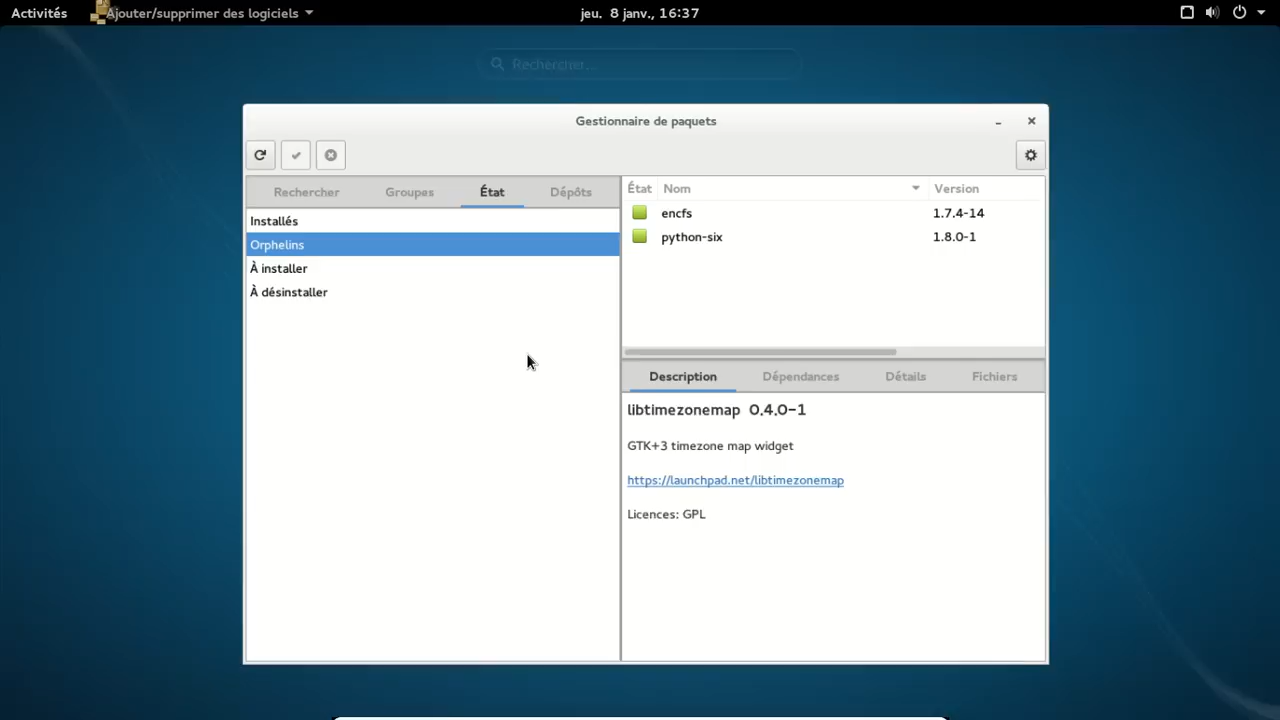 Activités Ajouter/supprimer des logiciels jeu. 8 janv., 16:37
Rechercher...
Gestionnaire de paquets
Rechercher Groupes État Dépôts
Installés
Orphelins
À installer
À désinstaller
État Nom Version
encfs 1.7.4-14
python-six 1.8.0-1
Description Dépendances Détails Fichiers
libtimezonemap 0.4.0-1
GTK+3 timezone map widget
https://launchpad.net/libtimezonemap
Licences: GPL